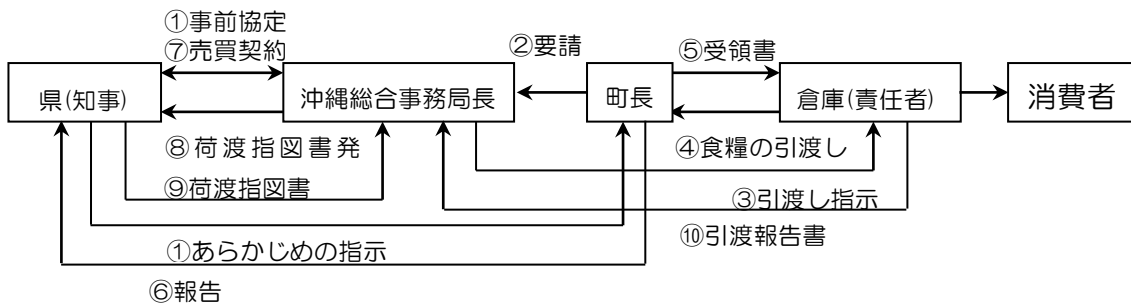 ①事前協定
⑦売買契約
②要請
⑤受領書
県(知事)
沖縄総合事務局長
町長
倉庫(責任者)
消費者
⑧荷渡指図書発
④食糧の引渡し
⑨荷渡指図書
③引渡し指示
⑩引渡報告書
①あらかじめの指示
⑥報告